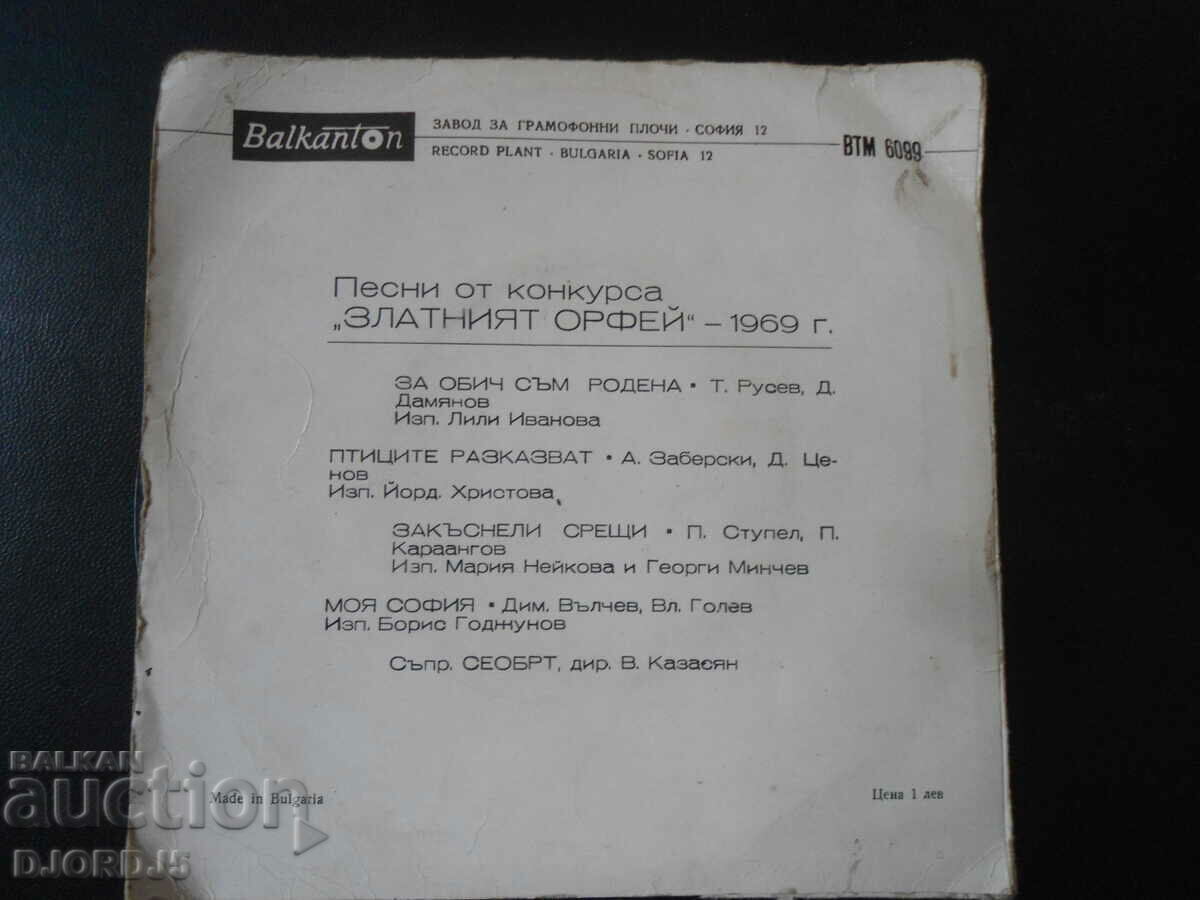 Balkanton
ЗАВОД ЗА ГРАМОФОННИ ПЛОЧИ · СОФИЯ 12
RECORD PLANT · BULGARIA · SOFIA 12
ВТМ 6099
Песни от конкурса
„ЗЛАТНИЯТ ОРФЕЙ“ – 1969 г.
ЗА ОБИЧ СЪМ РОДЕНА • Т. Русев, Д.
Дамянов
Изп. Лили Иванова
ПТИЦИТЕ РАЗКАЗВАТ • А. Заберски, Д. Це-
нов
Изп. Йорд. Христова
ЗАКЪСНЕЛИ СРЕЩИ • П. Ступел, П.
Караангов
Изп. Мария Нейкова и Георги Минчев
МОЯ СОФИЯ • Дим. Вълчев, Вл. Голев
Изп. Борис Годжунов
Съпр. СЕОБРТ, дир. В. Казасян
Made in Bulgaria
Цена 1 лев
BALKAN
auction
DJORDJ5